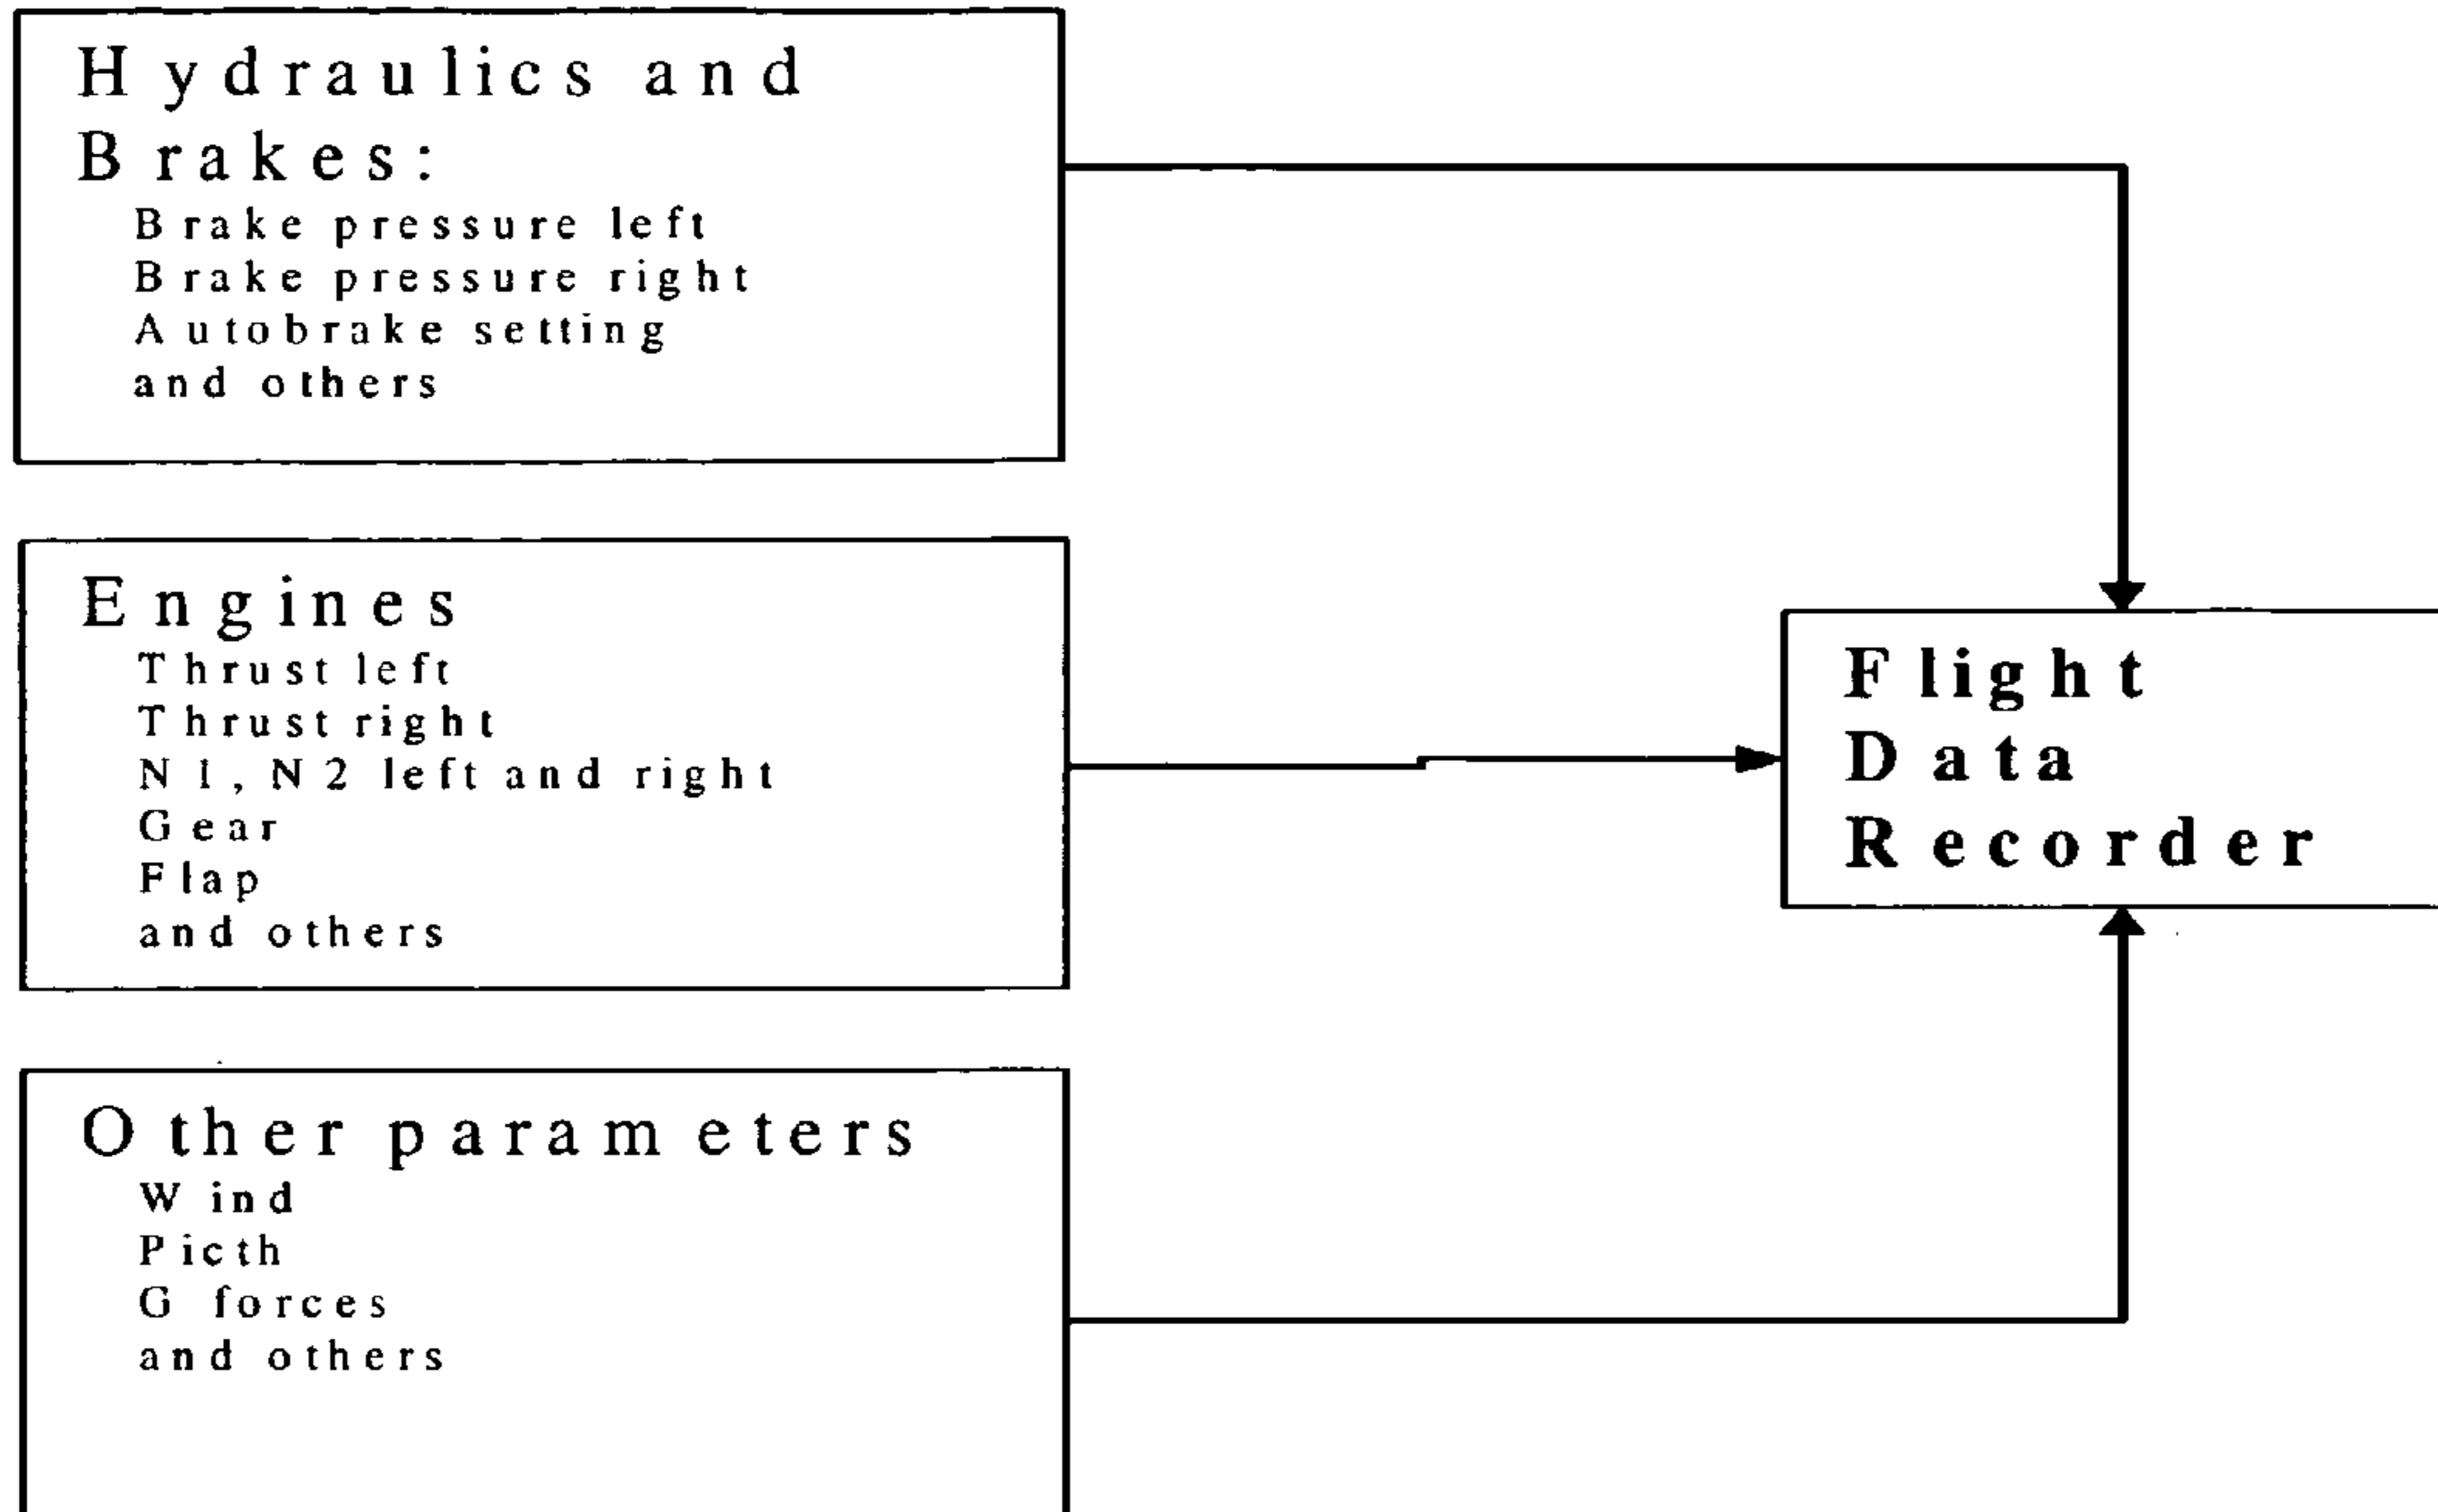 Hydraulics and
Brakes:
Brake pressure left
Brake pressure right
Autobrake setting
and others
Engines
Thrust left
Thrust right
N1, N2 left and right
Gear
Flap
and others
Flight
Data
Recorder
Other parameters
Wind
Picth
G forces
and others